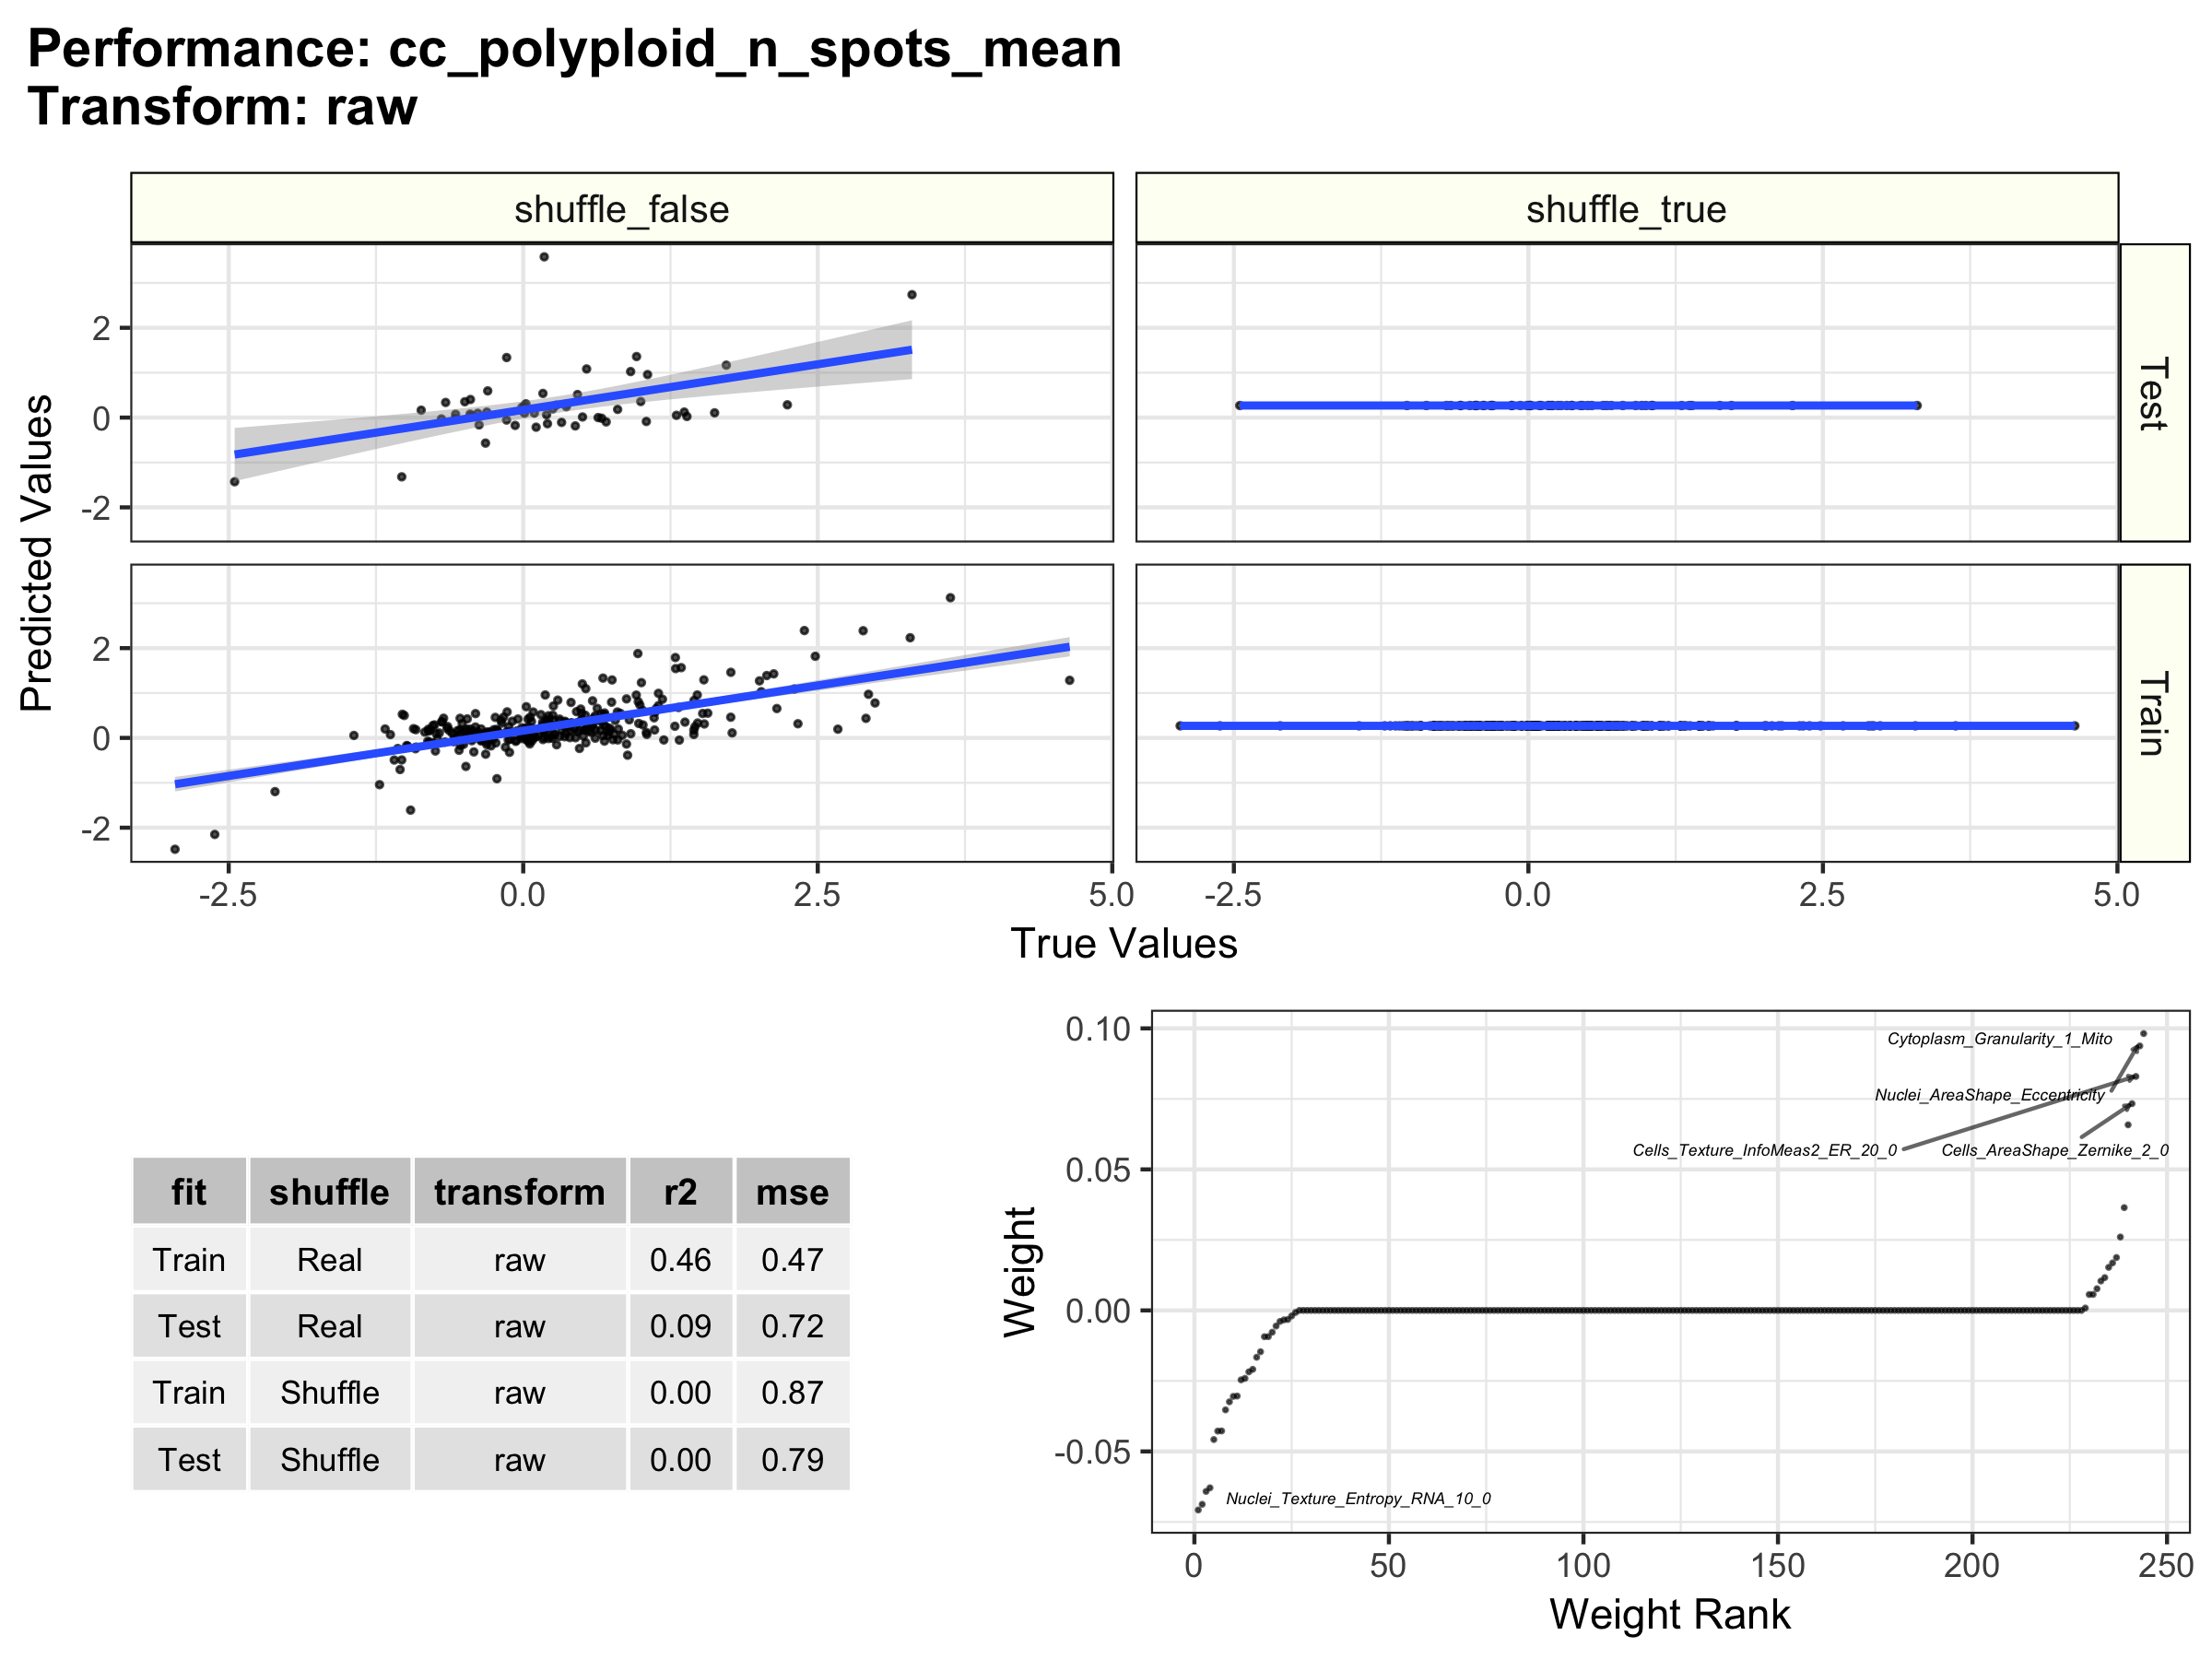 Performance: cc_polyploid_n_spots_mean
Transform: raw
shuffle_false
shuffle_true
Predicted Values
2
0
-2
Test
2
0
-2
Train
-2.5
0.0
2.5
5.0
-2.5
0.0
2.5
5.0
True Values
fit shuffle transform r2 mse
Train Real raw 0.46 0.47
Test Real raw 0.09 0.72
Train Shuffle raw 0.00 0.87
Test Shuffle raw 0.00 0.79
Weight
0.10
0.05
0.00
-0.05
Cytoplasm_Granularity_1_Mito
Nuclei_AreaShape_Eccentricity
Cells_Texture_InfoMeas2_ER_20_0
Cells_AreaShape_Zernike_2_0
Nuclei_Texture_Entropy_RNA_10_0
0
50
100
150
200
250
Weight Rank